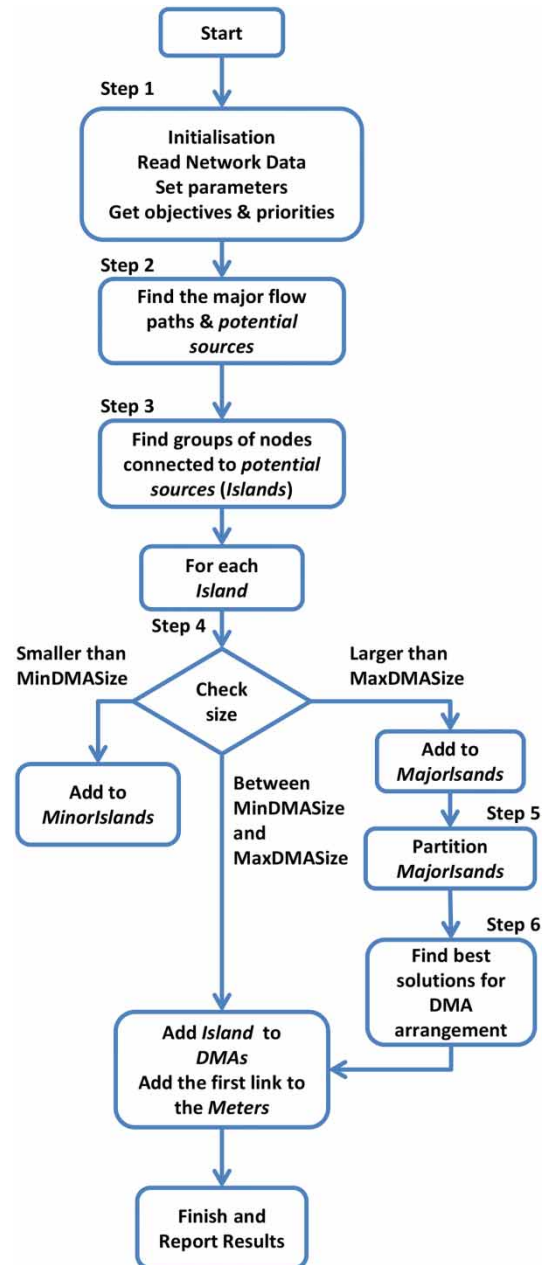 Start
Step 1
Initialisation
Read Network Data
Set parameters
Get objectives & priorities
Step 2
Find the major flow
paths & potential
sources
Step 3
Find groups of nodes
connected to potential
sources (Islands)
For each
Island
Step 4
Smaller than
MinDMASize
Check
size
Larger than
MaxDMASize
Add to
MinorIslands
Between
MinDMASize
and
MaxDMASize
Add to
MajorIsands
Step 5
Partition
MajorIsands
Step 6
Find best
solutions for
DMA
arrangement
Add Island to
DMAs
Add the first link to
the Meters
Finish and
Report Results